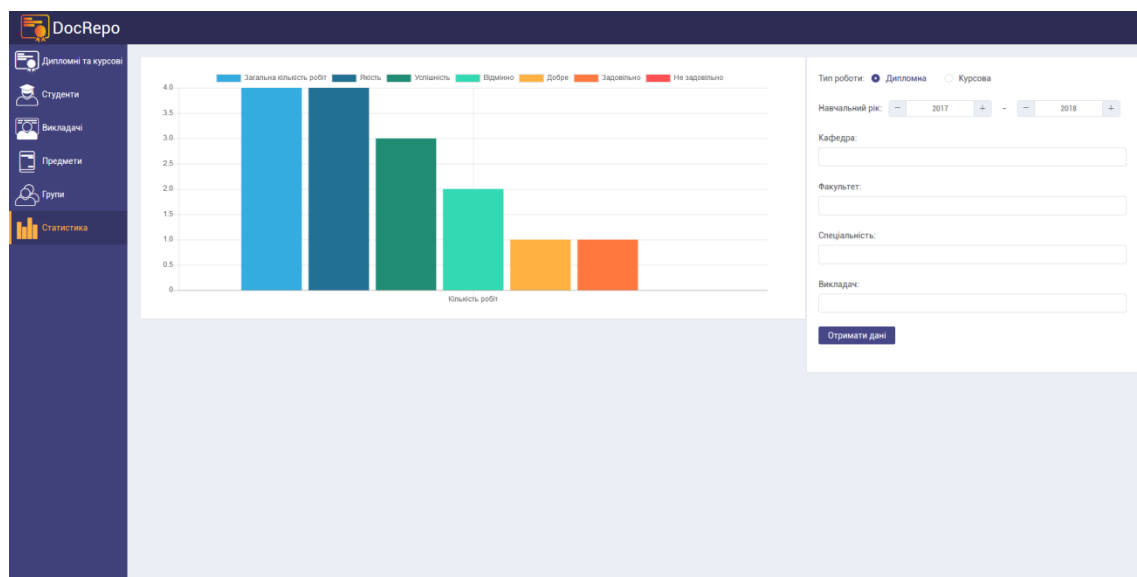 DocRepo
Дипломні та курсові
Студенти
Викладачі
Предмети
Групи
Статистика
Загальна кількість робіт Якість Успішність Відмінно Добре Задовільно Не задовільно
4.0
3.5
3.0
2.5
2.0
1.5
1.0
0.5
0
Кількість робіт
Тип роботи: Дипломна Курсова
Навчальний рік: − 2017 + - − 2018 +
Кафедра:
Факультет:
Спеціальність:
Викладач:
Отримати дані